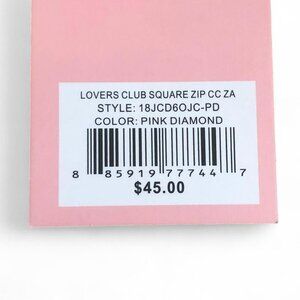 LOVERS CLUB SQUARE ZIP CC ZA
STYLE: 18JCD6OJC-PD
COLOR: PINK DIAMOND
8 85919 77744 7
$45.00